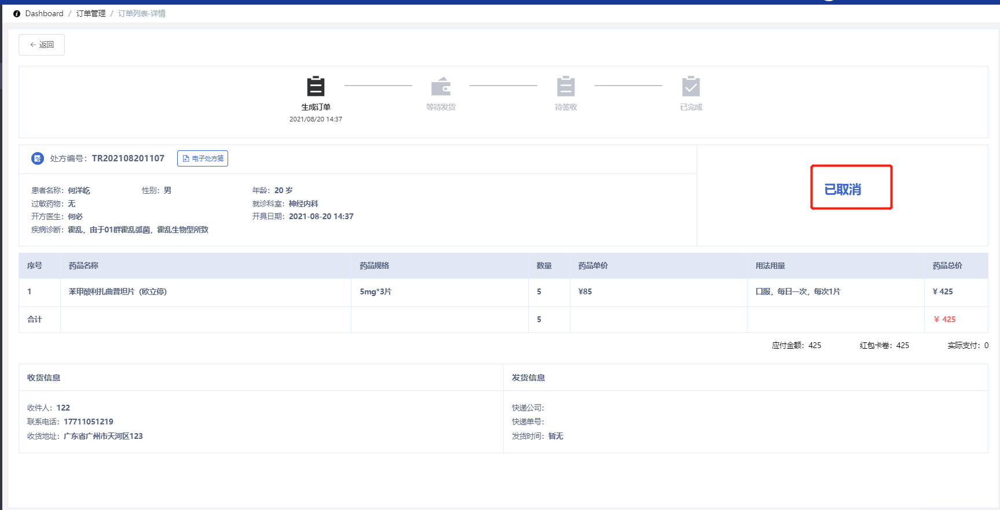 Dashboard / 订单管理 / 订单列表-详情
← 返回
生成订单
2021/08/20 14:37
等待发货
待签收
已完成
处方编号：TR202108201107 电子处方笺
患者名称：何洋屹 性别：男 年龄：20 岁
过敏药物：无 就诊科室：神经内科
开方医生：何必 开具日期：2021-08-20 14:37
疾病诊断：霍乱，由于01群霍乱弧菌，霍乱生物型所致
已取消
序号 药品名称 药品规格 数量 药品单价 用法用量 药品总价
1 苯甲酸利扎曲普坦片（欧立停） 5mg*3片 5 ¥85 口服，每日一次，每次1片 ¥ 425
合计 5 ¥ 425
应付金额：425 红包卡卷：425 实际支付：0
收货信息
收件人：122
联系电话：17711051219
收货地址：广东省广州市天河区123
发货信息
快递公司：
快递单号：
发货时间：暂无